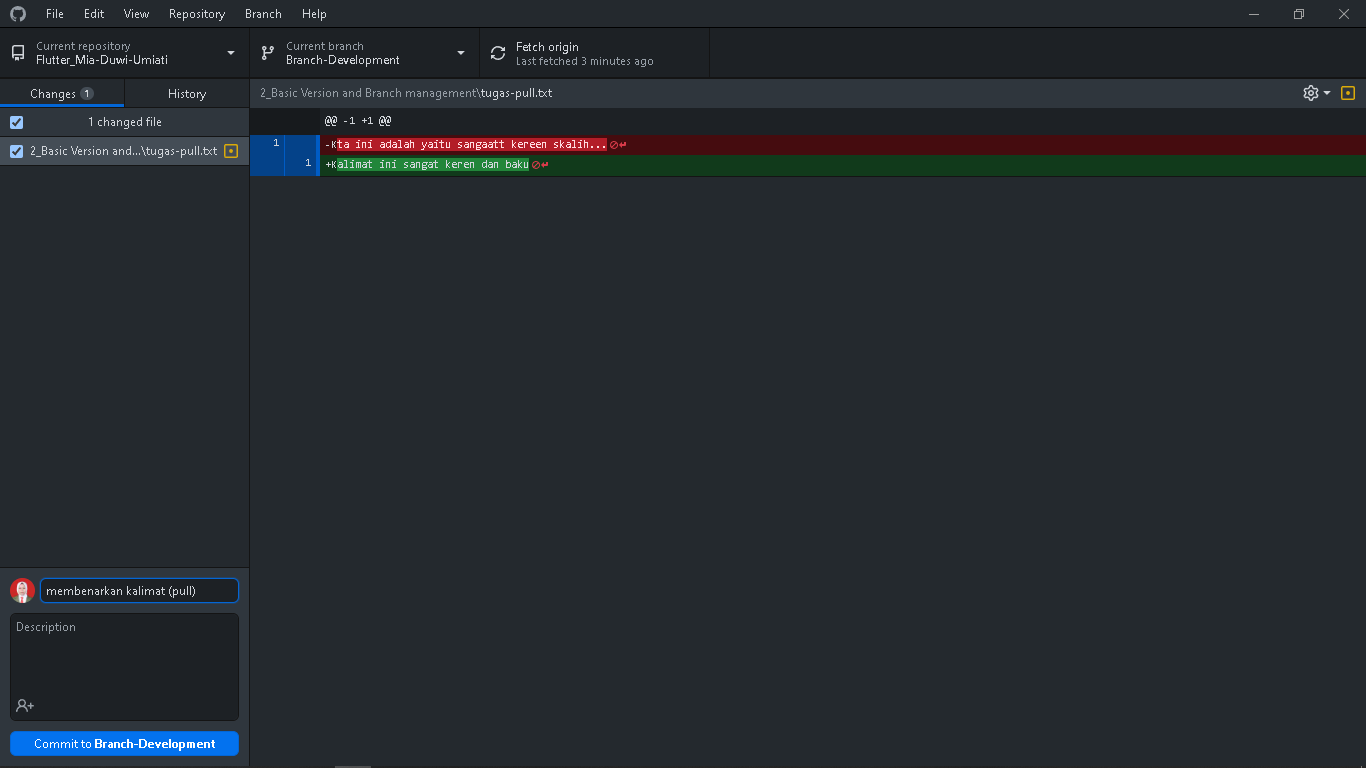 File Edit View Repository Branch Help
Current repository
Flutter_Mia-Duwi-Umiati
Current branch
Branch-Development
Fetch origin
Last fetched 3 minutes ago
Changes 1
History
2_Basic Version and Branch management\tugas-pull.txt
1 changed file
2_Basic Version and...\tugas-pull.txt
@@ -1 +1 @@
1 -Kta ini adalah yaitu sangaatt kereen skalih...
1 +Kalimat ini sangat keren dan baku
membenarkan kalimat (pull)
Description
Commit to Branch-Development